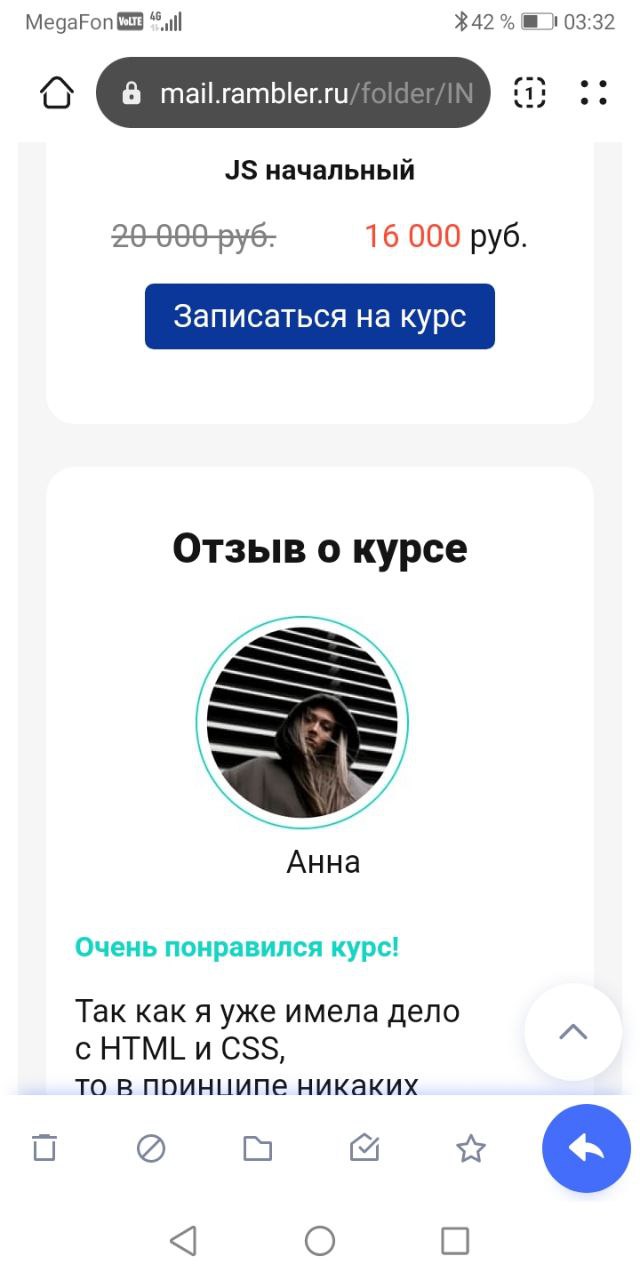 MegaFon VoLTE 4G 42 % 03:32
mail.rambler.ru/folder/IN 1
JS начальный
20 000 руб. 16 000 руб.
Записаться на курс
Отзыв о курсе
Анна
Очень понравился курс!
Так как я уже имела дело
с HTML и CSS,
то в принципе никаких